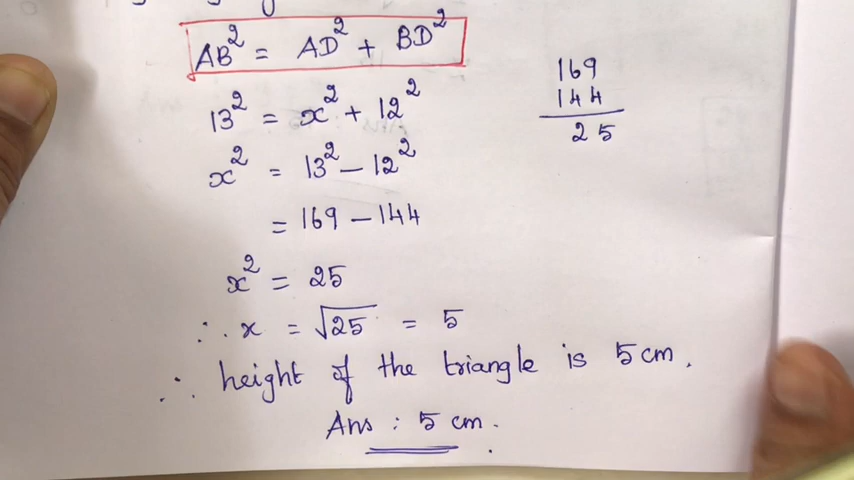 AB² = AD² + BD²
13² = x² + 12²
x² = 13² – 12²
= 169 – 144
x² = 25
∴ x = √25 = 5
∴ height of the triangle is 5 cm.
Ans : 5 cm.
169
144
25